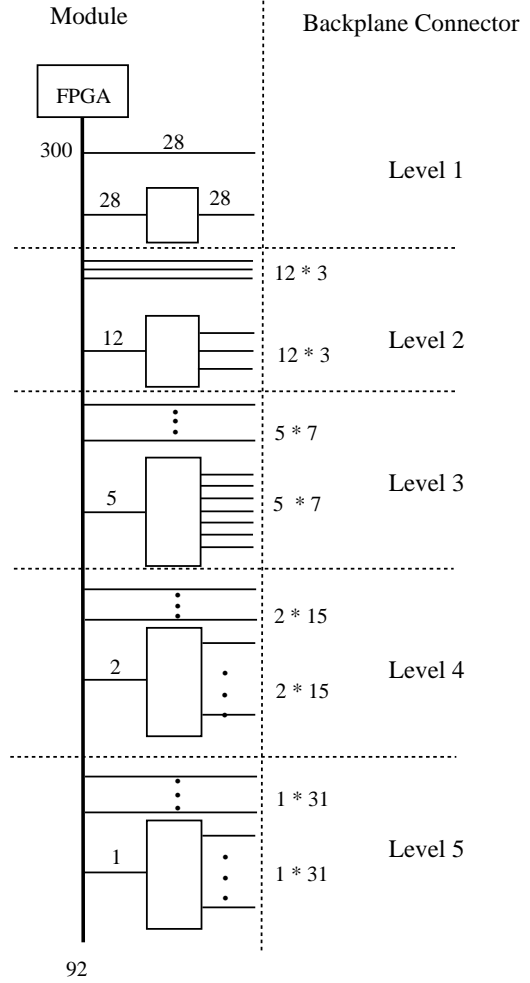 Module
Backplane Connector
FPGA
300
28
Level 1
28
28
12 * 3
12
12 * 3
Level 2
5 * 7
5
5 * 7
Level 3
2 * 15
2
2 * 15
Level 4
1 * 31
1
1 * 31
Level 5
92